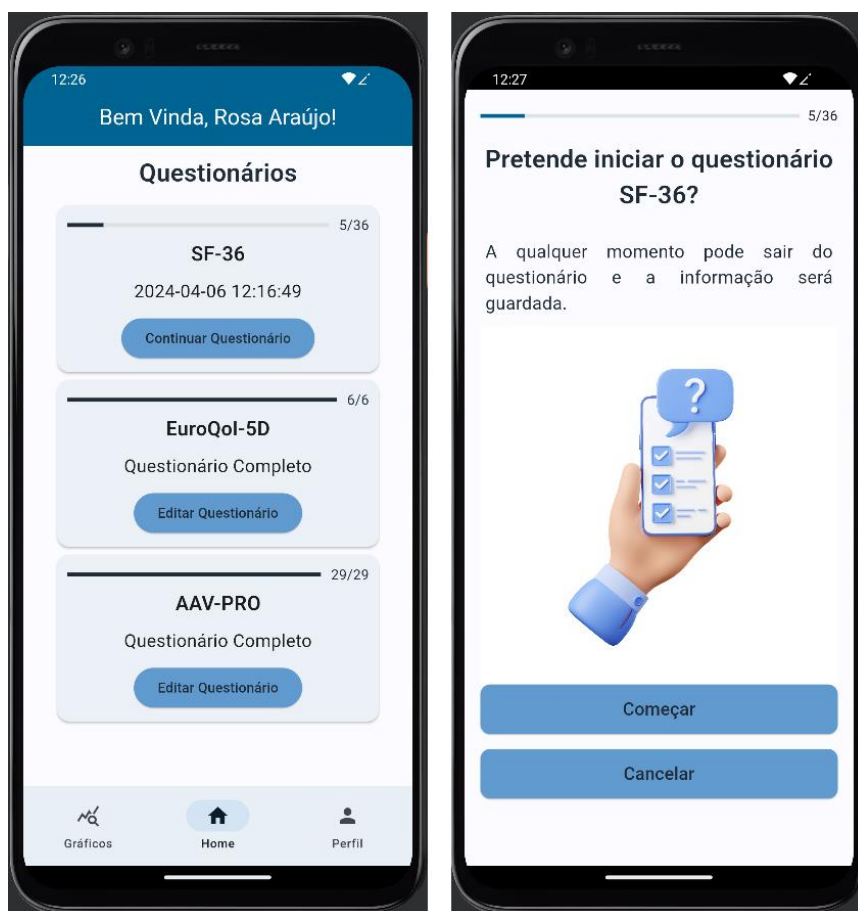 12:26
Bem Vinda, Rosa Araújo!
Questionários
5/36
SF-36
2024-04-06 12:16:49
Continuar Questionário
6/6
EuroQol-5D
Questionário Completo
Editar Questionário
29/29
AAV-PRO
Questionário Completo
Editar Questionário
Gráficos
Home
Perfil
12:27
5/36
Pretende iniciar o questionário
SF-36?
A qualquer momento pode sair do
questionário e a informação será
guardada.
?
Começar
Cancelar